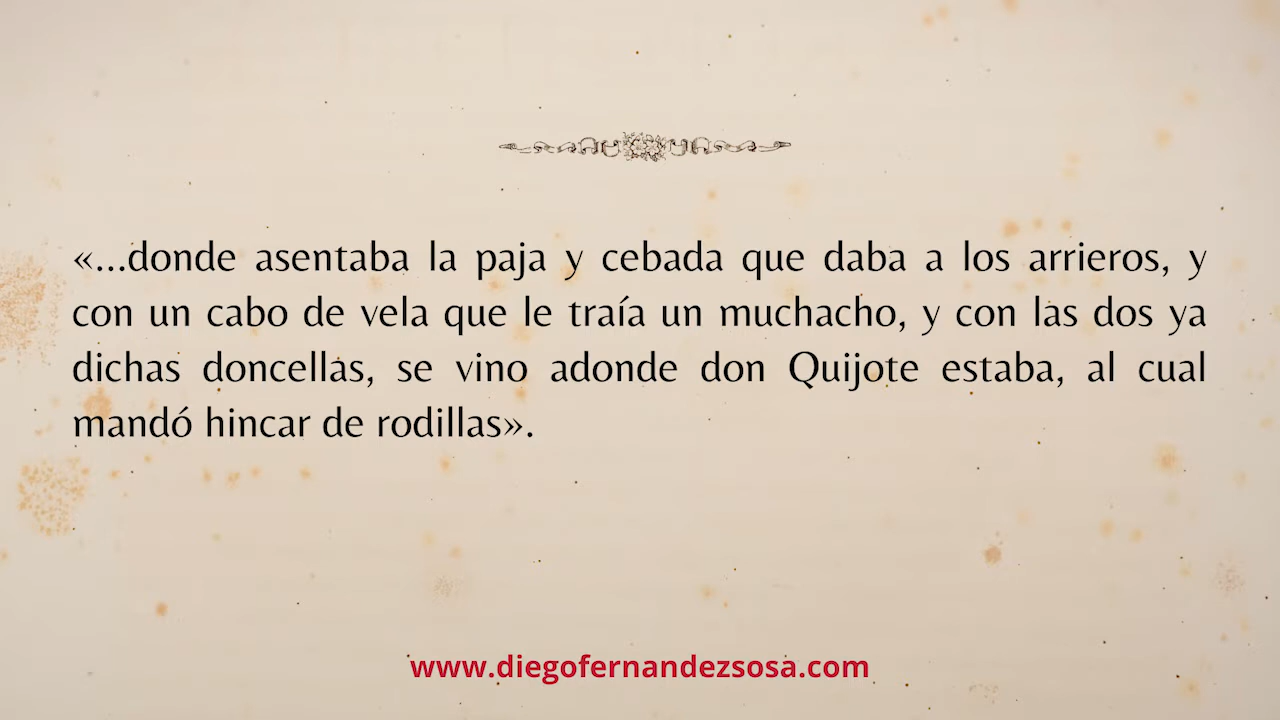 «...donde asentaba la paja y cebada que daba a los arrieros, y
con un cabo de vela que le traía un muchacho, y con las dos ya
dichas doncellas, se vino adonde don Quijote estaba, al cual
mandó hincar de rodillas».
www.diegofernandezsosa.com